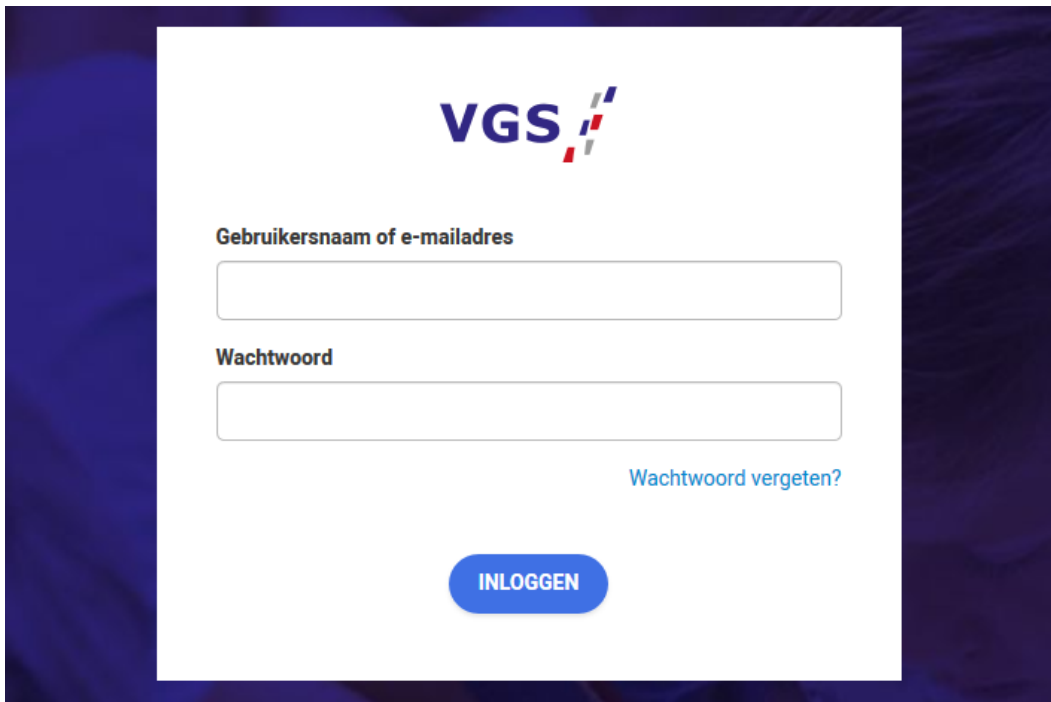 VGS
Gebruikersnaam of e-mailadres
Wachtwoord
Wachtwoord vergeten?
INLOGGEN